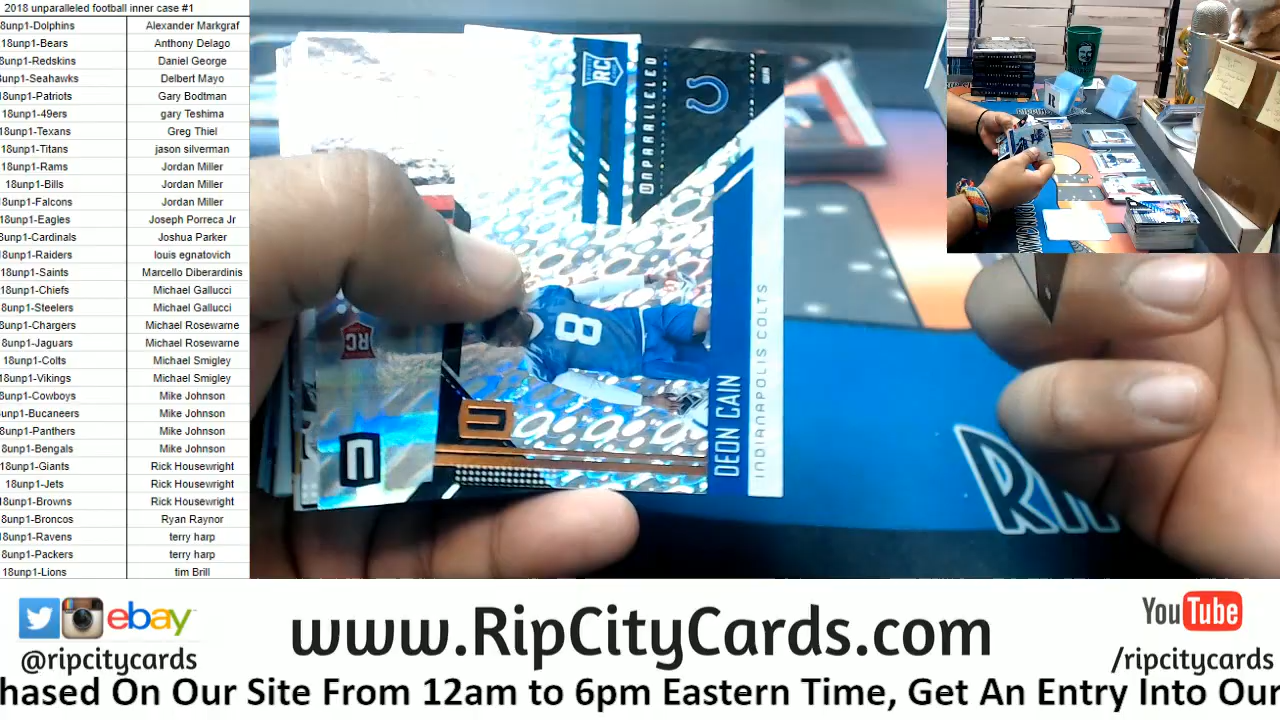 2018 unparalleled football inner case #1
8unp1-Dolphins Alexander Markgraf
18unp1-Bears Anthony Delago
8unp1-Redskins Daniel George
8unp1-Seahawks Delbert Mayo
8unp1-Patriots Gary Bodtman
18unp1-49ers gary Teshima
18unp1-Texans Greg Thiel
18unp1-Titans jason silverman
18unp1-Rams Jordan Miller
18unp1-Bills Jordan Miller
18unp1-Falcons Jordan Miller
18unp1-Eagles Joseph Porreca Jr
8unp1-Cardinals Joshua Parker
18unp1-Raiders louis egnatovich
18unp1-Saints Marcello Diberardinis
18unp1-Chiefs Michael Gallucci
8unp1-Steelers Michael Gallucci
8unp1-Chargers Michael Rosewarne
8unp1-Jaguars Michael Rosewarne
18unp1-Colts Michael Smigley
18unp1-Vikings Michael Smigley
8unp1-Cowboys Mike Johnson
unp1-Bucaneers Mike Johnson
8unp1-Panthers Mike Johnson
8unp1-Bengals Mike Johnson
18unp1-Giants Rick Housewright
18unp1-Jets Rick Housewright
18unp1-Browns Rick Housewright
8unp1-Broncos Ryan Raynor
18unp1-Ravens terry harp
8unp1-Packers terry harp
18unp1-Lions tim Brill
RC
UNPARALLELED
8
DEON CAIN
INDIANAPOLIS COLTS
RC
U
U
RIP
ebay
@ripcitycards
www.RipCityCards.com
YouTube
/ripcitycards
hased On Our Site From 12am to 6pm Eastern Time, Get An Entry Into Our